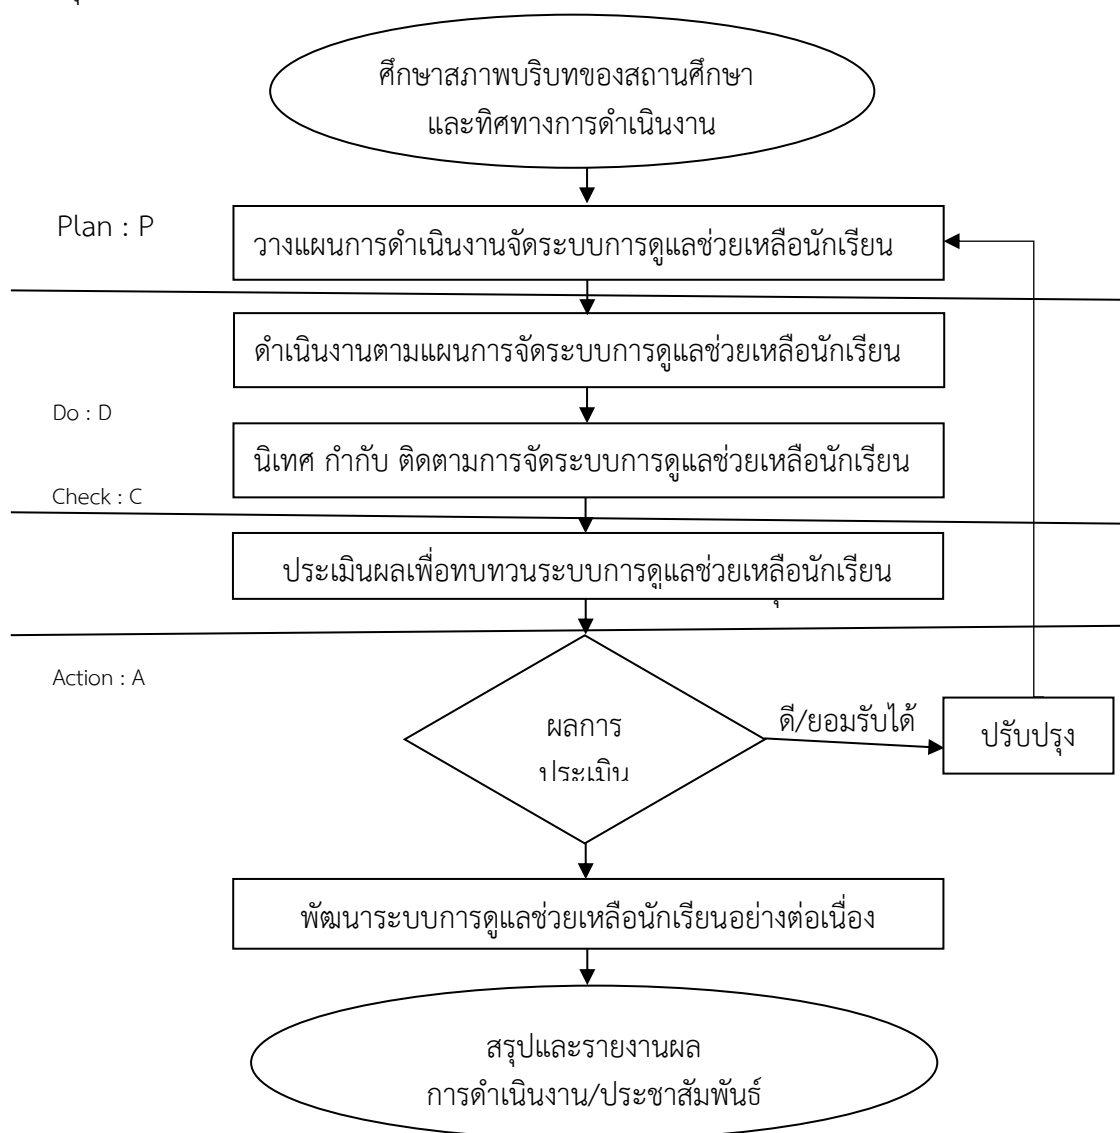 ศึกษาสภาพบริบทของสถานศึกษา
และทิศทางการดำเนินงาน
Plan : P
วางแผนการดำเนินงานจัดระบบการดูแลช่วยเหลือนักเรียน
ดำเนินงานตามแผนการจัดระบบการดูแลช่วยเหลือนักเรียน
Do : D
นิเทศ กำกับ ติดตามการจัดระบบการดูแลช่วยเหลือนักเรียน
Check : C
ประเมินผลเพื่อทบทวนระบบการดูแลช่วยเหลือนักเรียน
Action : A
ดี/ยอมรับได้
ผลการ
ประเมิน
ปรับปรุง
พัฒนาระบบการดูแลช่วยเหลือนักเรียนอย่างต่อเนื่อง
สรุปและรายงานผล
การดำเนินงาน/ประชาสัมพันธ์